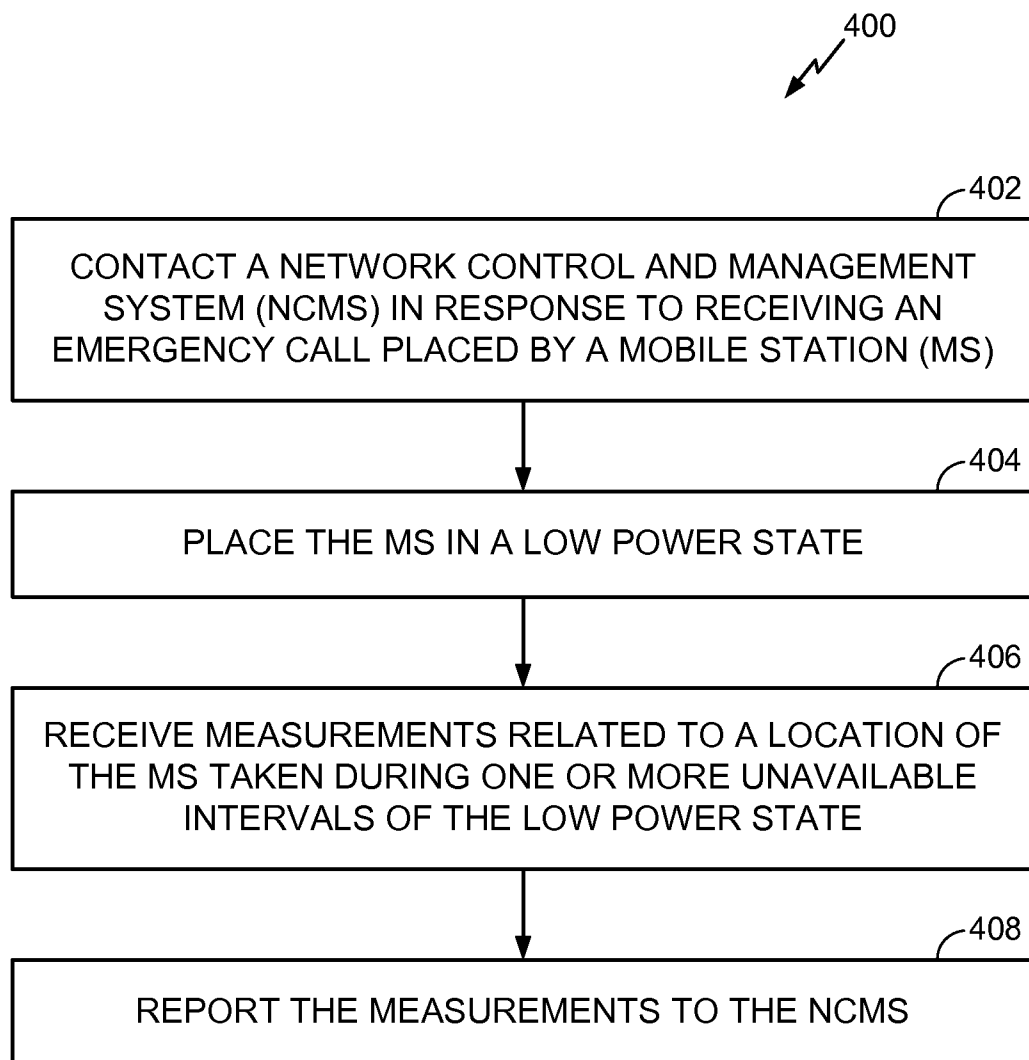 400
402
CONTACT A NETWORK CONTROL AND MANAGEMENT
SYSTEM (NCMS) IN RESPONSE TO RECEIVING AN
EMERGENCY CALL PLACED BY A MOBILE STATION (MS)
404
PLACE THE MS IN A LOW POWER STATE
406
RECEIVE MEASUREMENTS RELATED TO A LOCATION OF
THE MS TAKEN DURING ONE OR MORE UNAVAILABLE
INTERVALS OF THE LOW POWER STATE
408
REPORT THE MEASUREMENTS TO THE NCMS